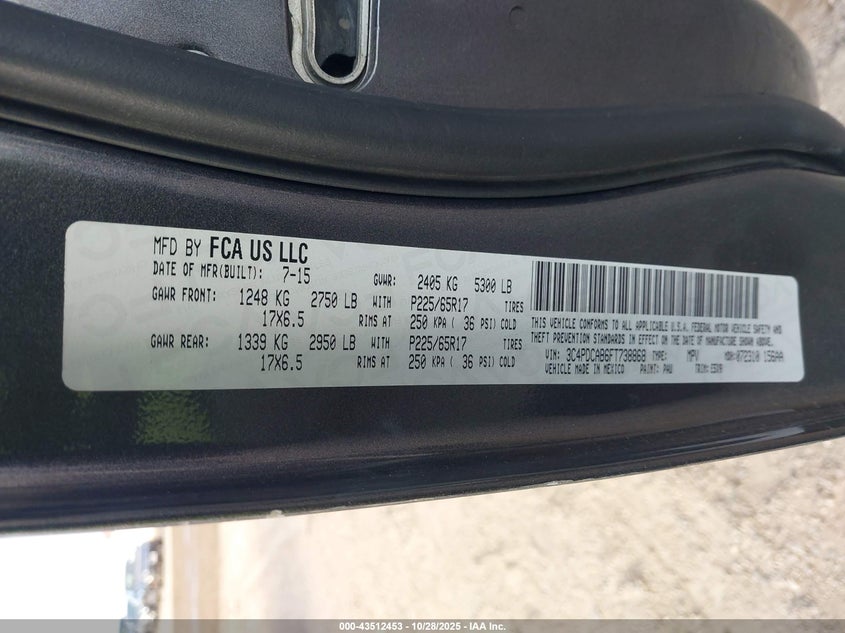 MFD BY FCA US LLC
DATE OF MFR(BUILT): 7-15 GVWR: 2405 KG 5300 LB
GAWR FRONT: 1248 KG 2750 LB WITH P225/65R17 TIRES
17X6.5 RIMS AT 250 KPA ( 36 PSI) COLD
GAWR REAR: 1339 KG 2950 LB WITH P225/65R17 TIRES
17X6.5 RIMS AT 250 KPA ( 36 PSI) COLD
THIS VEHICLE CONFORMS TO ALL APPLICABLE U.S.A. FEDERAL MOTOR VEHICLE SAFETY AND
THEFT PREVENTION STANDARDS IN EFFECT ON THE DATE OF MANUFACTURE SHOWN ABOVE.
VIN: 3C4PDCAB6FT738868 TYPE: MPV MDH: 072310 156AA
VEHICLE MADE IN MEXICO PAINT: PAU TRIM:
000-43512453 - 10/28/2025 - IAA Inc.